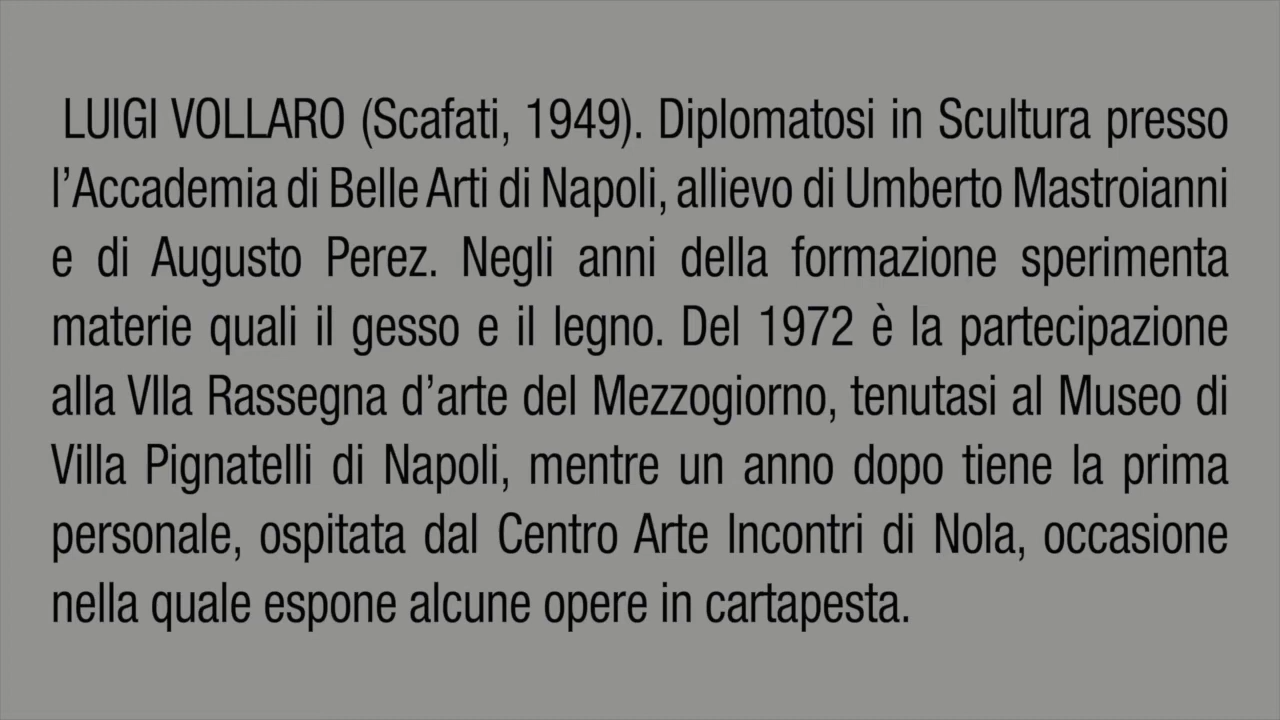 LUIGI VOLLARO (Scafati, 1949). Diplomatosi in Scultura presso
l’Accademia di Belle Arti di Napoli, allievo di Umberto Mastroianni
e di Augusto Perez. Negli anni della formazione sperimenta
materie quali il gesso e il legno. Del 1972 è la partecipazione
alla VIIa Rassegna d’arte del Mezzogiorno, tenutasi al Museo di
Villa Pignatelli di Napoli, mentre un anno dopo tiene la prima
personale, ospitata dal Centro Arte Incontri di Nola, occasione
nella quale espone alcune opere in cartapesta.